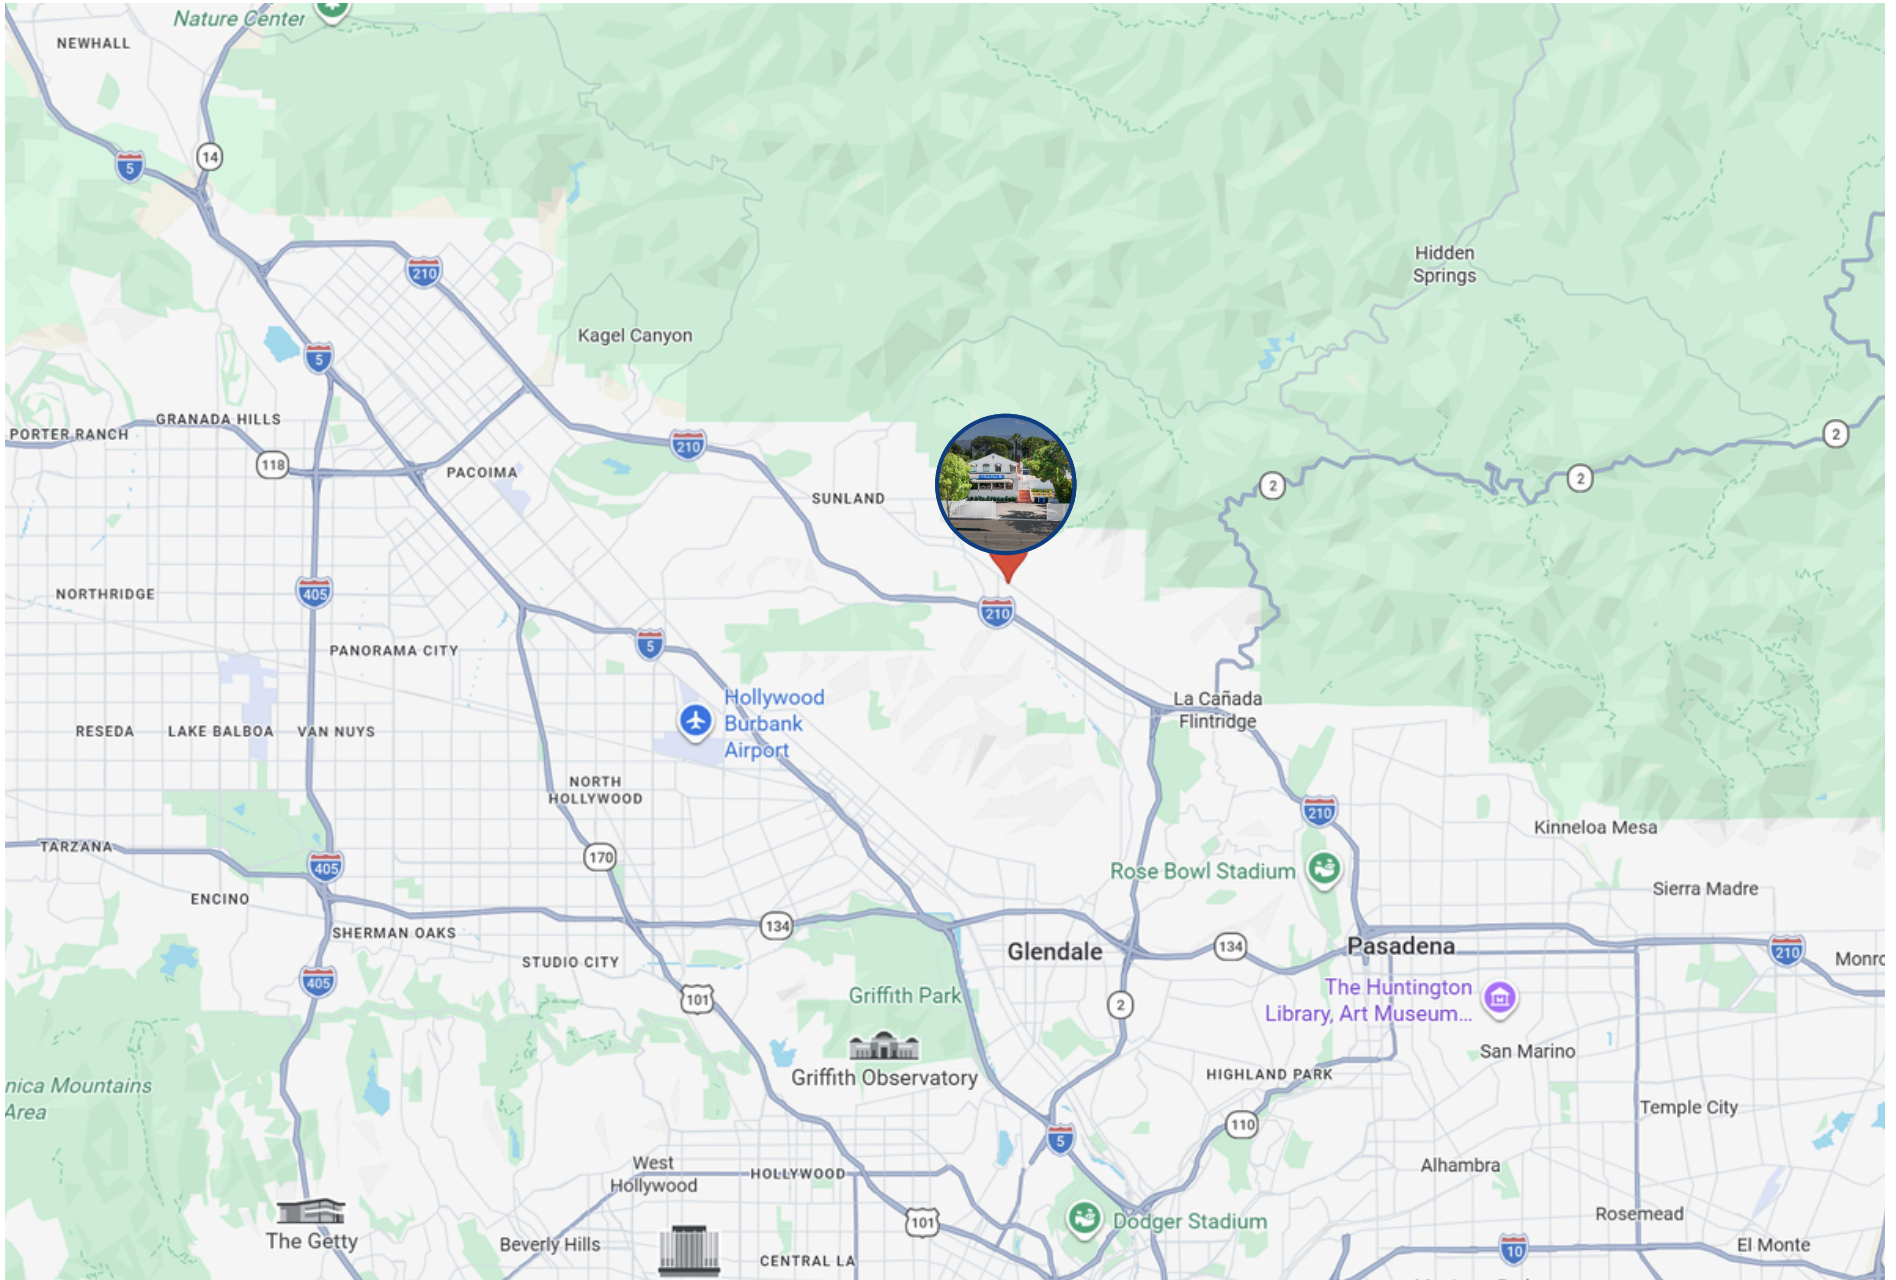 Nature Center
NEWHALL
5
14
Hidden
Springs
210
Kagel Canyon
5
GRANADA HILLS
PORTER RANCH
118
PACOIMA
210
SUNLAND
2
2
2
NORTHRIDGE
405
210
PANORAMA CITY
5
Hollywood
Burbank
Airport
La Cañada
Flintridge
RESEDA
LAKE BALBOA
VAN NUYS
NORTH
HOLLYWOOD
210
Kinneloa Mesa
TARZANA
405
170
Rose Bowl Stadium
ENCINO
Sierra Madre
SHERMAN OAKS
134
STUDIO CITY
Glendale
134
Pasadena
210
Monro
405
101
Griffith Park
2
The Huntington
Library, Art Museum...
San Marino
Griffith Observatory
HIGHLAND PARK
nica Mountains
Area
Temple City
110
5
West
Hollywood
HOLLYWOOD
Alhambra
The Getty
Beverly Hills
101
Dodger Stadium
Rosemead
CENTRAL LA
10
El Monte